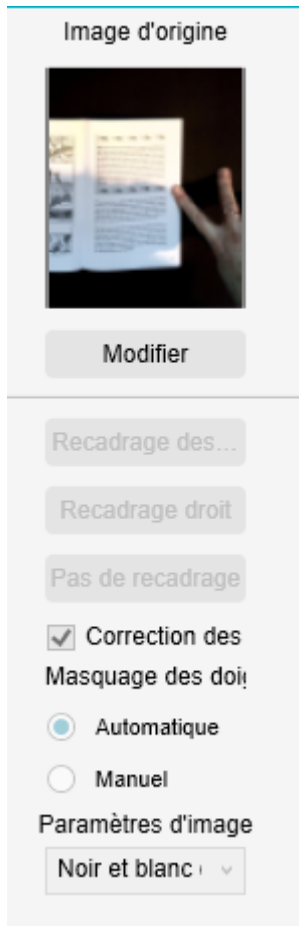 Image d'origine
Modifier
Recadrage des...
Recadrage droit
Pas de recadrage
Correction des
Masquage des doi
Automatique
Manuel
Paramètres d'image
Noir et blanc